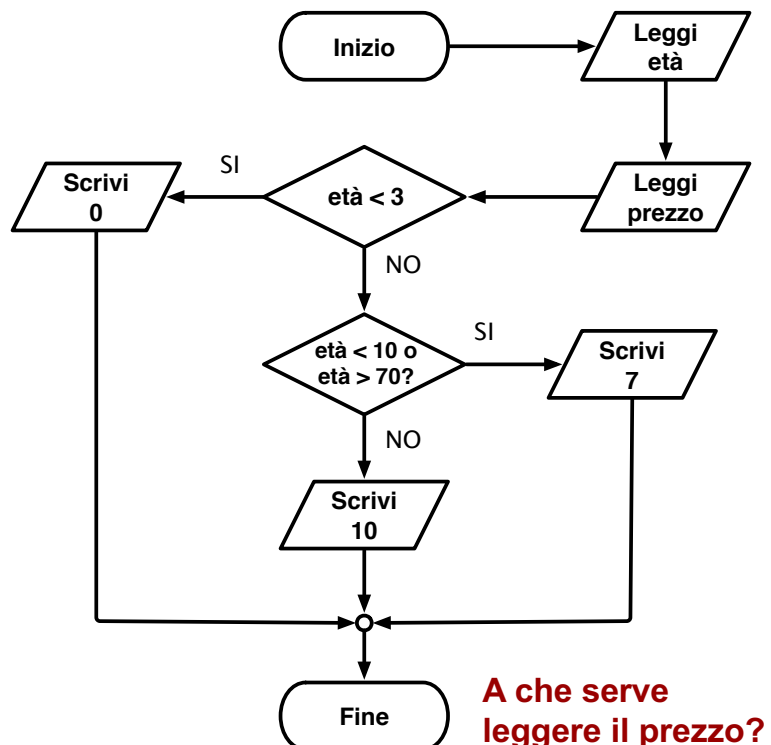 Inizio
Leggi
età
Leggi
prezzo
età < 3
SI
Scrivi
0
NO
età < 10 o
età > 70?
SI
Scrivi
7
NO
Scrivi
10
Fine
A che serve
leggere il prezzo?